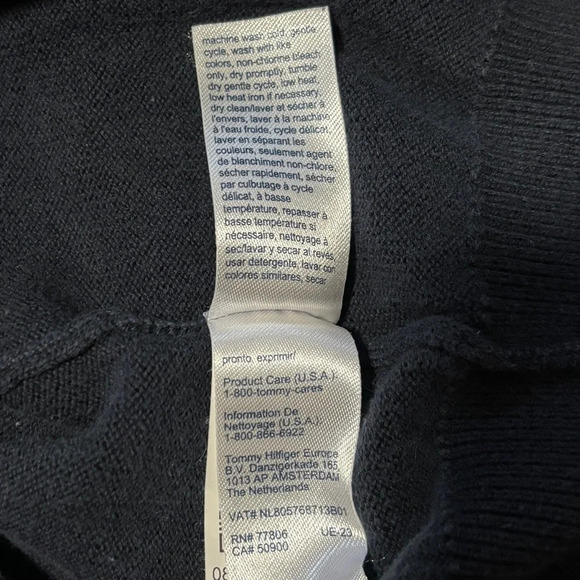 machine wash cold, gentle
cycle, wash with like
colors, non-chlorine bleach
only, dry promptly, tumble
dry gentle cycle, low heat,
low heat iron if necessary,
dry clean/laver et sécher à
l'envers, laver à la machine
à l'eau froide, cycle délicat,
laver en séparant les
couleurs, seulement agent
de blanchiment non-chlore,
sécher rapidement, sécher
par culbutage à cycle
délicat, à basse
température, repasser à
basse température si
nécessaire, nettoyage à
sec/lavar y secar al revés,
usar detergente, lavar con
colores similares, secar
pronto, exprimir/
Product Care (U.S.A.):
1-800-tommy-cares
Information De
Nettoyage (U.S.A.):
1-800-866-6922
Tommy Hilfiger Europe
B.V. Danzigerkade 165,
1013 AP AMSTERDAM
The Netherlands
VAT# NL805768713B01
RN# 77806 UE-23
CA# 50900
08